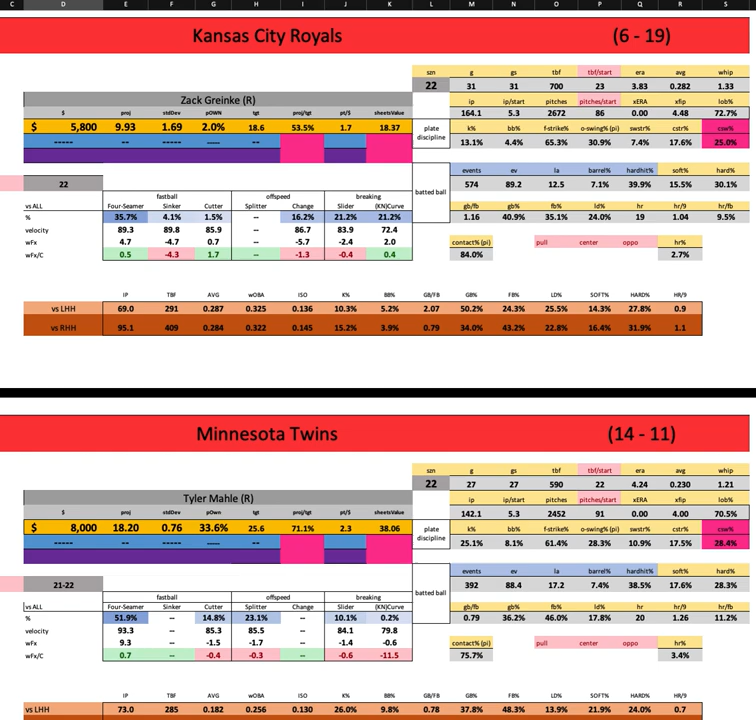 C D E F G H I J K L M N O P Q R S
Kansas City Royals (6 - 19)
szn g gs tbf tbf/start era avg whip
22 31 31 700 23 3.83 0.282 1.33
Zack Greinke (R)
ip ip/start pitches pitches/start xERA xfip lob%
164.1 5.3 2672 86 0.00 4.48 72.7%
$ proj stdDev pOWN tgt proj/tgt pt/$ sheetsValue
$ 5,800 9.93 1.69 2.0% 18.6 53.5% 1.7 18.37
plate discipline k% bb% f-strike% o-swing% (pi) swstr% cstr% csw%
----- -- -- ---- --
13.1% 4.4% 65.3% 30.9% 7.4% 17.6% 25.0%
batted ball events ev la barrel% hardhit% soft% hard%
22 574 89.2 12.5 7.1% 39.9% 15.5% 30.1%
fastball offspeed breaking
vs ALL Four-Seamer Sinker Cutter Splitter Change Slider (KN)Curve gb/fb gb% fb% ld% hr hr/9 hr/fb
% 35.7% 4.1% 1.5% -- 16.2% 21.2% 21.2% 1.16 40.9% 35.1% 24.0% 19 1.04 9.5%
velocity 89.3 89.8 85.9 -- 86.7 83.9 72.4
wFx 4.7 -4.7 0.7 -- -5.7 -2.4 2.0 contact% (pi) pull center oppo hr%
wFx/C 0.5 -4.3 1.7 -- -1.3 -0.4 0.4 84.0% 2.7%
IP TBF AVG wOBA ISO K% BB% GB/FB GB% FB% LD% SOFT% HARD% HR/9
vs LHH 69.0 291 0.287 0.325 0.136 10.3% 5.2% 2.07 50.2% 24.3% 25.5% 14.3% 27.8% 0.9
vs RHH 95.1 409 0.284 0.322 0.145 15.2% 3.9% 0.79 34.0% 43.2% 22.8% 16.4% 31.9% 1.1
Minnesota Twins (14 - 11)
szn g gs tbf tbf/start era avg whip
22 27 27 590 22 4.24 0.230 1.21
Tyler Mahle (R)
ip ip/start pitches pitches/start xERA xfip lob%
142.1 5.3 2452 91 0.00 4.00 70.5%
$ proj stdDev pOwn tgt proj/tgt pt/$ sheetsValue
$ 8,000 18.20 0.76 33.6% 25.6 71.1% 2.3 38.06
plate discipline k% bb% f-strike% o-swing% (pi) swstr% cstr% csw%
----- -- -- ---- --
25.1% 8.1% 61.4% 28.3% 10.9% 17.5% 28.4%
batted ball events ev la barrel% hardhit% soft% hard%
21-22 392 88.4 17.2 7.4% 38.5% 17.6% 28.3%
fastball offspeed breaking
vs ALL Four-Seamer Sinker Cutter Splitter Change Slider (KN)Curve gb/fb gb% fb% ld% hr hr/9 hr/fb
% 51.9% -- 14.8% 23.1% -- 10.1% 0.2% 0.79 36.2% 46.0% 17.8% 20 1.26 11.2%
velocity 93.3 -- 85.3 85.5 -- 84.1 79.8
wFx 9.3 -- -1.5 -1.7 -- -1.4 -0.6 contact% (pi) pull center oppo hr%
wFx/C 0.7 -- -0.4 -0.3 -- -0.6 -11.5 75.7% 3.4%
IP TBF AVG wOBA ISO K% BB% GB/FB GB% FB% LD% SOFT% HARD% HR/9
vs LHH 73.0 285 0.182 0.256 0.130 26.0% 9.8% 0.78 37.8% 48.3% 13.9% 21.9% 24.0% 0.7